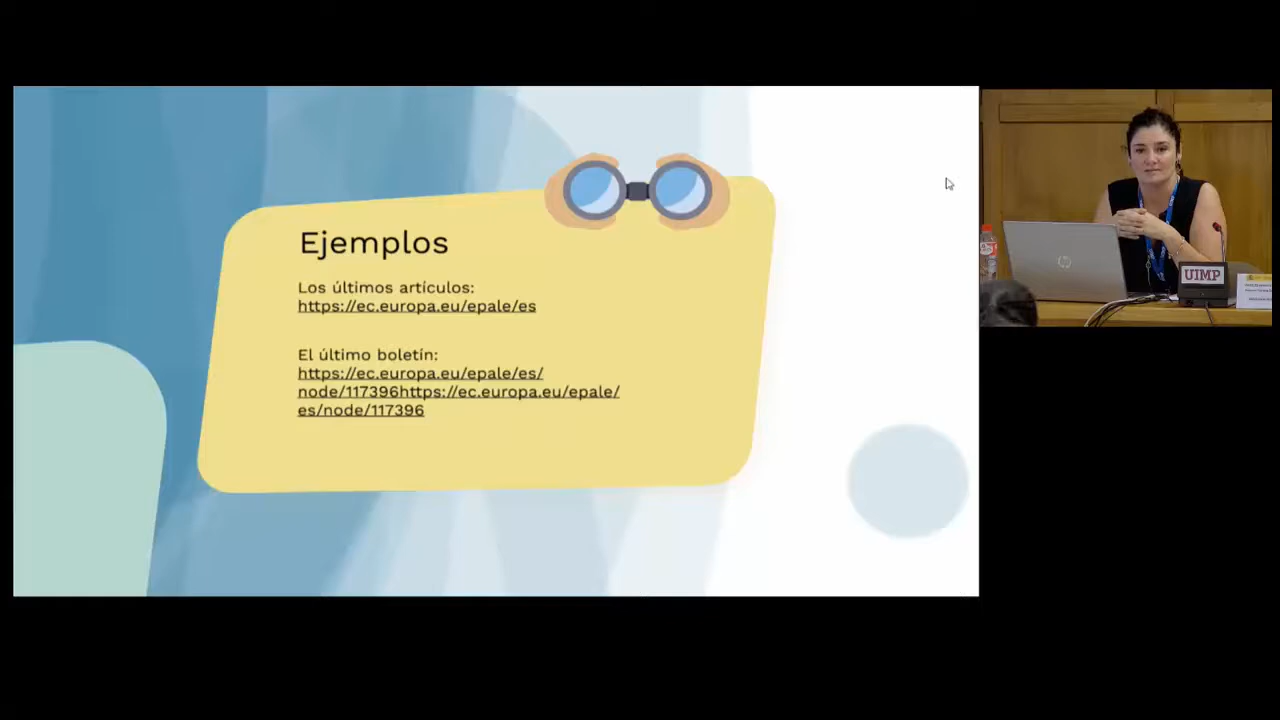 Ejemplos
Los últimos artículos:
https://ec.europa.eu/epale/es
El último boletín:
https://ec.europa.eu/epale/es/
node/117396https://ec.europa.eu/epale/
es/node/117396
hp
UIMP